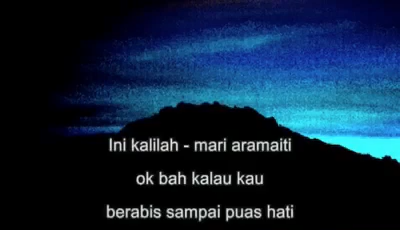 Ini kalilah - mari aramaiti
ok bah kalau kau
berabis sampai puas hati